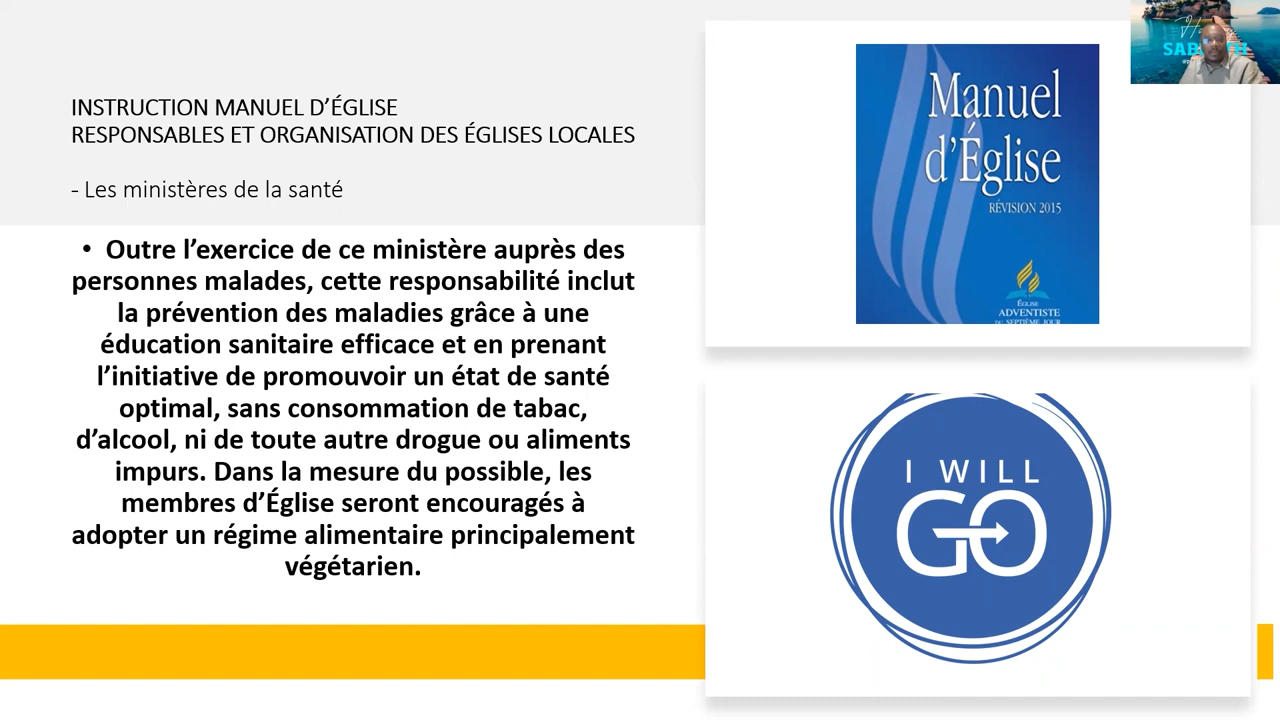 INSTRUCTION MANUEL D’ÉGLISE
RESPONSABLES ET ORGANISATION DES ÉGLISES LOCALES
- Les ministères de la santé
• Outre l’exercice de ce ministère auprès des
personnes malades, cette responsabilité inclut
la prévention des maladies grâce à une
éducation sanitaire efficace et en prenant
l’initiative de promouvoir un état de santé
optimal, sans consommation de tabac,
d’alcool, ni de toute autre drogue ou aliments
impurs. Dans la mesure du possible, les
membres d’Église seront encouragés à
adopter un régime alimentaire principalement
végétarien.
Manuel
d’Église
RÉVISION 2015
ÉGLISE
ADVENTISTE
DU SEPTIÈME JOUR
I WILL
GO